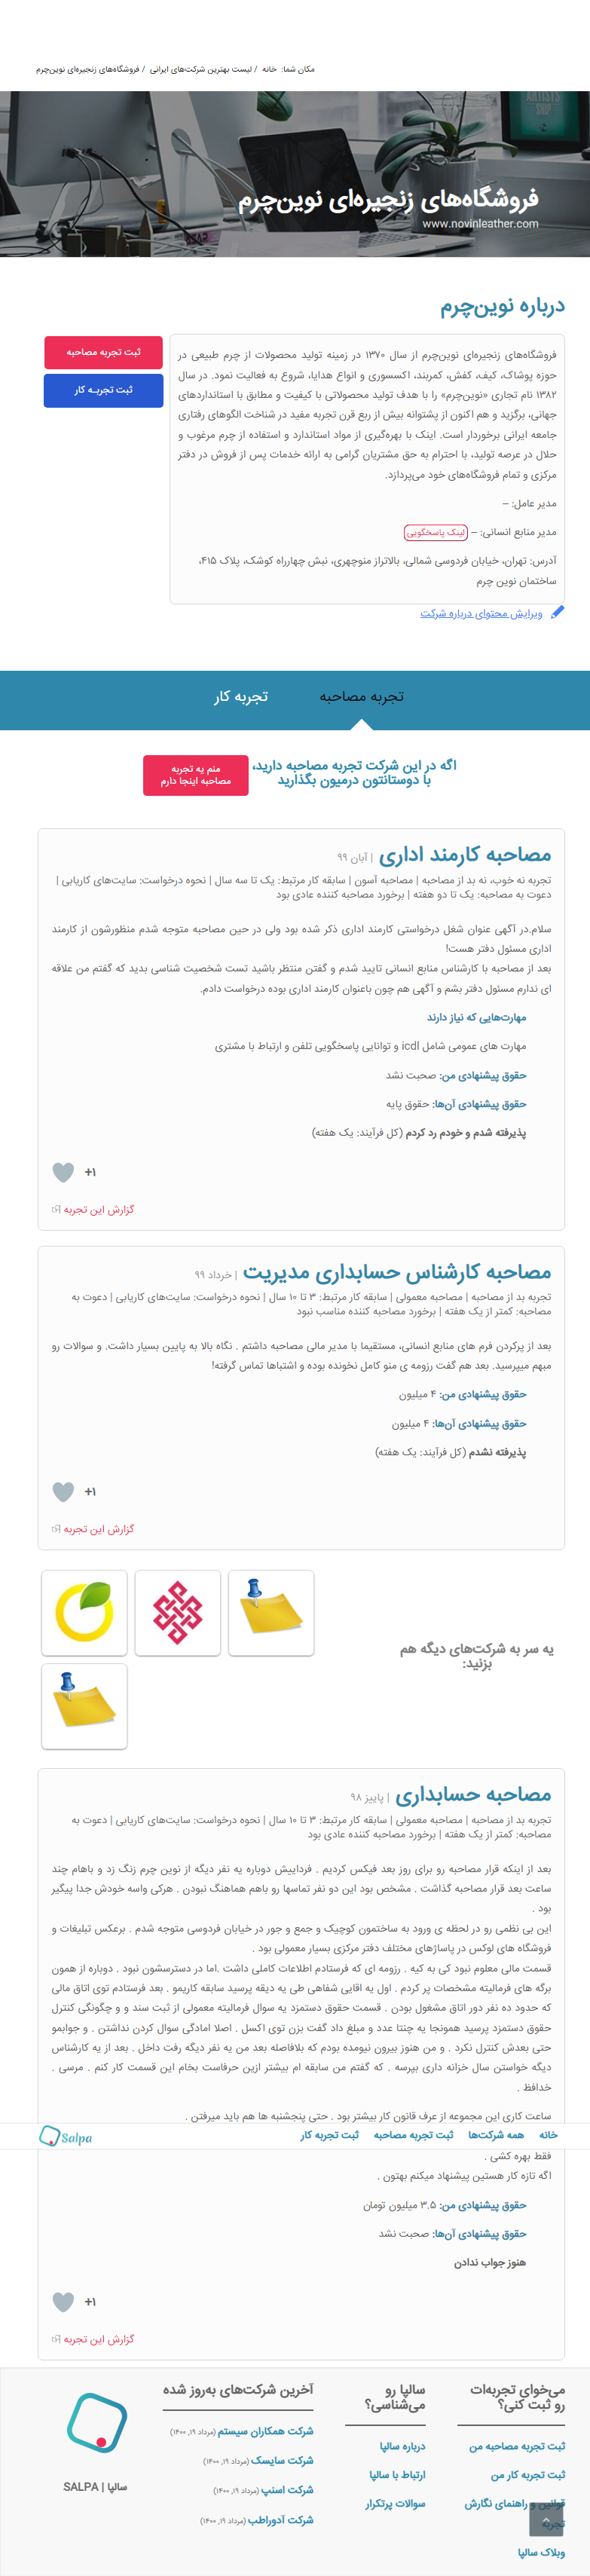 مکان شما: خانه / لیست بهترین شرکت‌های ایرانی / فروشگاه‌های زنجیره‌ای نوین‌چرم
ARTISTS
فروشگاه‌های زنجیره‌ای نوین‌چرم
www.novinleather.com
درباره نوین‌چرم
فروشگاه‌های زنجیره‌ای نوین‌چرم از سال ۱۳۷۰ در زمینه تولید محصولات از چرم طبیعی در
حوزه پوشاک، کیف، کفش، کمربند، اکسسوری و انواع هدایا، شروع به فعالیت نمود. در سال
۱۳۸۲ نام تجاری «نوین‌چرم» را با هدف تولید محصولاتی با کیفیت و مطابق با استانداردهای
جهانی، برگزید و هم اکنون از پشتوانه بیش از ربع قرن تجربه مفید در شناخت الگوهای رفتاری
جامعه ایرانی برخوردار است. اینک با بهره‌گیری از مواد استاندارد و استفاده از چرم مرغوب و
حلال در عرصه تولید، با احترام به حق مشتریان گرامی به ارائه خدمات پس از فروش در دفتر
مرکزی و تمام فروشگاه‌های خود می‌پردازد.
مدیر عامل: –
مدیر منابع انسانی: – لینک پاسخگویی
آدرس: تهران، خیابان فردوسی شمالی، بالاتراز منوچهری، نبش چهارراه کوشک، پلاک ۴۱۵،
ساختمان نوین چرم
ثبت تجربه مصاحبه
ثبت تجربـه کار
ویرایش محتوای درباره شرکت
تجربه مصاحبه
تجربه کار
اگه در این شرکت تجربه مصاحبه دارید،
با دوستانتون درمیون بگذارید
منم یه تجربه
مصاحبه اینجا دارم
مصاحبه کارمند اداری | آبان ۹۹
تجربه نه خوب، نه بد از مصاحبه | مصاحبه آسون | سابقه کار مرتبط: یک تا سه سال | نحوه درخواست: سایت‌های کاریابی |
دعوت به مصاحبه: یک تا دو هفته | برخورد مصاحبه کننده عادی بود
سلام.در آگهی عنوان شغل درخواستی کارمند اداری ذکر شده بود ولی در حین مصاحبه متوجه شدم منظورشون از کارمند
اداری مسئول دفتر هست!
بعد از مصاحبه با کارشناس منابع انسانی تایید شدم و گفتن منتظر باشید تست شخصیت شناسی بدید که گفتم من علاقه
ای ندارم مسئول دفتر بشم و آگهی هم چون باعنوان کارمند اداری بوده درخواست دادم.
مهارت‌هایی که نیاز دارند
مهارت های عمومی شامل icdl و توانایی پاسخگویی تلفن و ارتباط با مشتری
حقوق پیشنهادی من: صحبت نشد
حقوق پیشنهادی آن‌ها: حقوق پایه
پذیرفته شدم و خودم رد کردم (کل فرآیند: یک هفته)
+۱
گزارش این تجربه
مصاحبه کارشناس حسابداری مدیریت | خرداد ۹۹
تجربه بد از مصاحبه | مصاحبه معمولی | سابقه کار مرتبط: ۳ تا ۱۰ سال | نحوه درخواست: سایت‌های کاریابی | دعوت به
مصاحبه: کمتر از یک هفته | برخورد مصاحبه کننده مناسب نبود
بعد از پرکردن فرم های منابع انسانی، مستقیما با مدیر مالی مصاحبه داشتم . نگاه بالا به پایین بسیار داشت. و سوالات رو
مبهم میپرسید. بعد هم گفت رزومه ی منو کامل نخونده بوده و اشتباها تماس گرفته!
حقوق پیشنهادی من: ۴ میلیون
حقوق پیشنهادی آن‌ها: ۴ میلیون
پذیرفته نشدم (کل فرآیند: یک هفته)
+۱
گزارش این تجربه
یه سر به شرکت‌های دیگه هم
بزنید:
مصاحبه حسابداری | پاییز ۹۸
تجربه بد از مصاحبه | مصاحبه معمولی | سابقه کار مرتبط: ۳ تا ۱۰ سال | نحوه درخواست: سایت‌های کاریابی | دعوت به
مصاحبه: کمتر از یک هفته | برخورد مصاحبه کننده عادی بود
بعد از اینکه قرار مصاحبه رو برای روز بعد فیکس کردیم . فرداییش دوباره یه نفر دیگه از نوین چرم زنگ زد و باهام چند
ساعت بعد قرار مصاحبه گذاشت . مشخص بود این دو نفر تماسها رو باهم هماهنگ نبودن . هرکی واسه خودش جدا پیگیر
بود .
این بی نظمی رو در لحظه ی ورود به ساختمون کوچیک و جمع و جور در خیابان فردوسی متوجه شدم . برعکس تبلیغات و
فروشگاه های لوکس در پاساژهای مختلف دفتر مرکزی بسیار معمولی بود .
قسمت مالی معلوم نبود کی به کیه . رزومه ای که فرستادم اطلاعات کاملی داشت .اما در دسترسشون نبود . دوباره از همون
برگه های فرمالیته مشخصات پر کردم . اول یه اقایی شفاهی طی یه دیقه پرسید سابقه کاریمو . بعد فرستادم توی اتاق مالی
که حدود ده نفر دور اتاق مشغول بودن . قسمت حقوق دستمزد یه سوال فرمالیته معمولی از ثبت سند و و چگونگی کنترل
حقوق دستمزد پرسید همونجا یه چنتا عدد و مبلغ داد گفت بزن توی اکسل . اصلا امادگی سوال کردن نداشتن . و جوابمو
حتی بعدش کنترل نکرد . و من هنوز بیرون نیومده بودم که بلافاصله بعد من یه نفر دیگه رفت داخل . بعد از یه کارشناس
دیگه خواستن سال خزانه داری بپرسه . که گفتم من سابقه ام بیشتر ازین حرفاست بخام این قسمت کار کنم . مرسی .
خدافظ .
ساعت کاری این مجموعه از عرف قانون کار بیشتر بود . حتی پنجشنبه ها هم باید میرفتن .
خانه
همه شرکت‌ها
ثبت تجربه مصاحبه
ثبت تجربه کار
Salpa
فقط بهره کشی .
اگه تازه کار هستین پیشنهاد میکنم بهتون .
حقوق پیشنهادی من: ۳.۵ میلیون تومان
حقوق پیشنهادی آن‌ها: صحبت نشد
هنوز جواب ندادن
+۱
گزارش این تجربه
می‌خوای تجربه‌ات
رو ثبت کنی؟
ثبت تجربه مصاحبه من
ثبت تجربه کار من
قوانین و راهنمای نگارش
تجربه
وبلاگ سالپا
سالپا رو
می‌شناسی؟
درباره سالپا
ارتباط با سالپا
سوالات پرتکرار
آخرین شرکت‌های به‌روز شده
شرکت همکاران سیستم (مرداد ۱۹, ۱۴۰۰)
شرکت سایسک (مرداد ۱۹, ۱۴۰۰)
شرکت اسنپ (مرداد ۱۹, ۱۴۰۰)
شرکت آدوراطب (مرداد ۱۹, ۱۴۰۰)
سالپا | SALPA